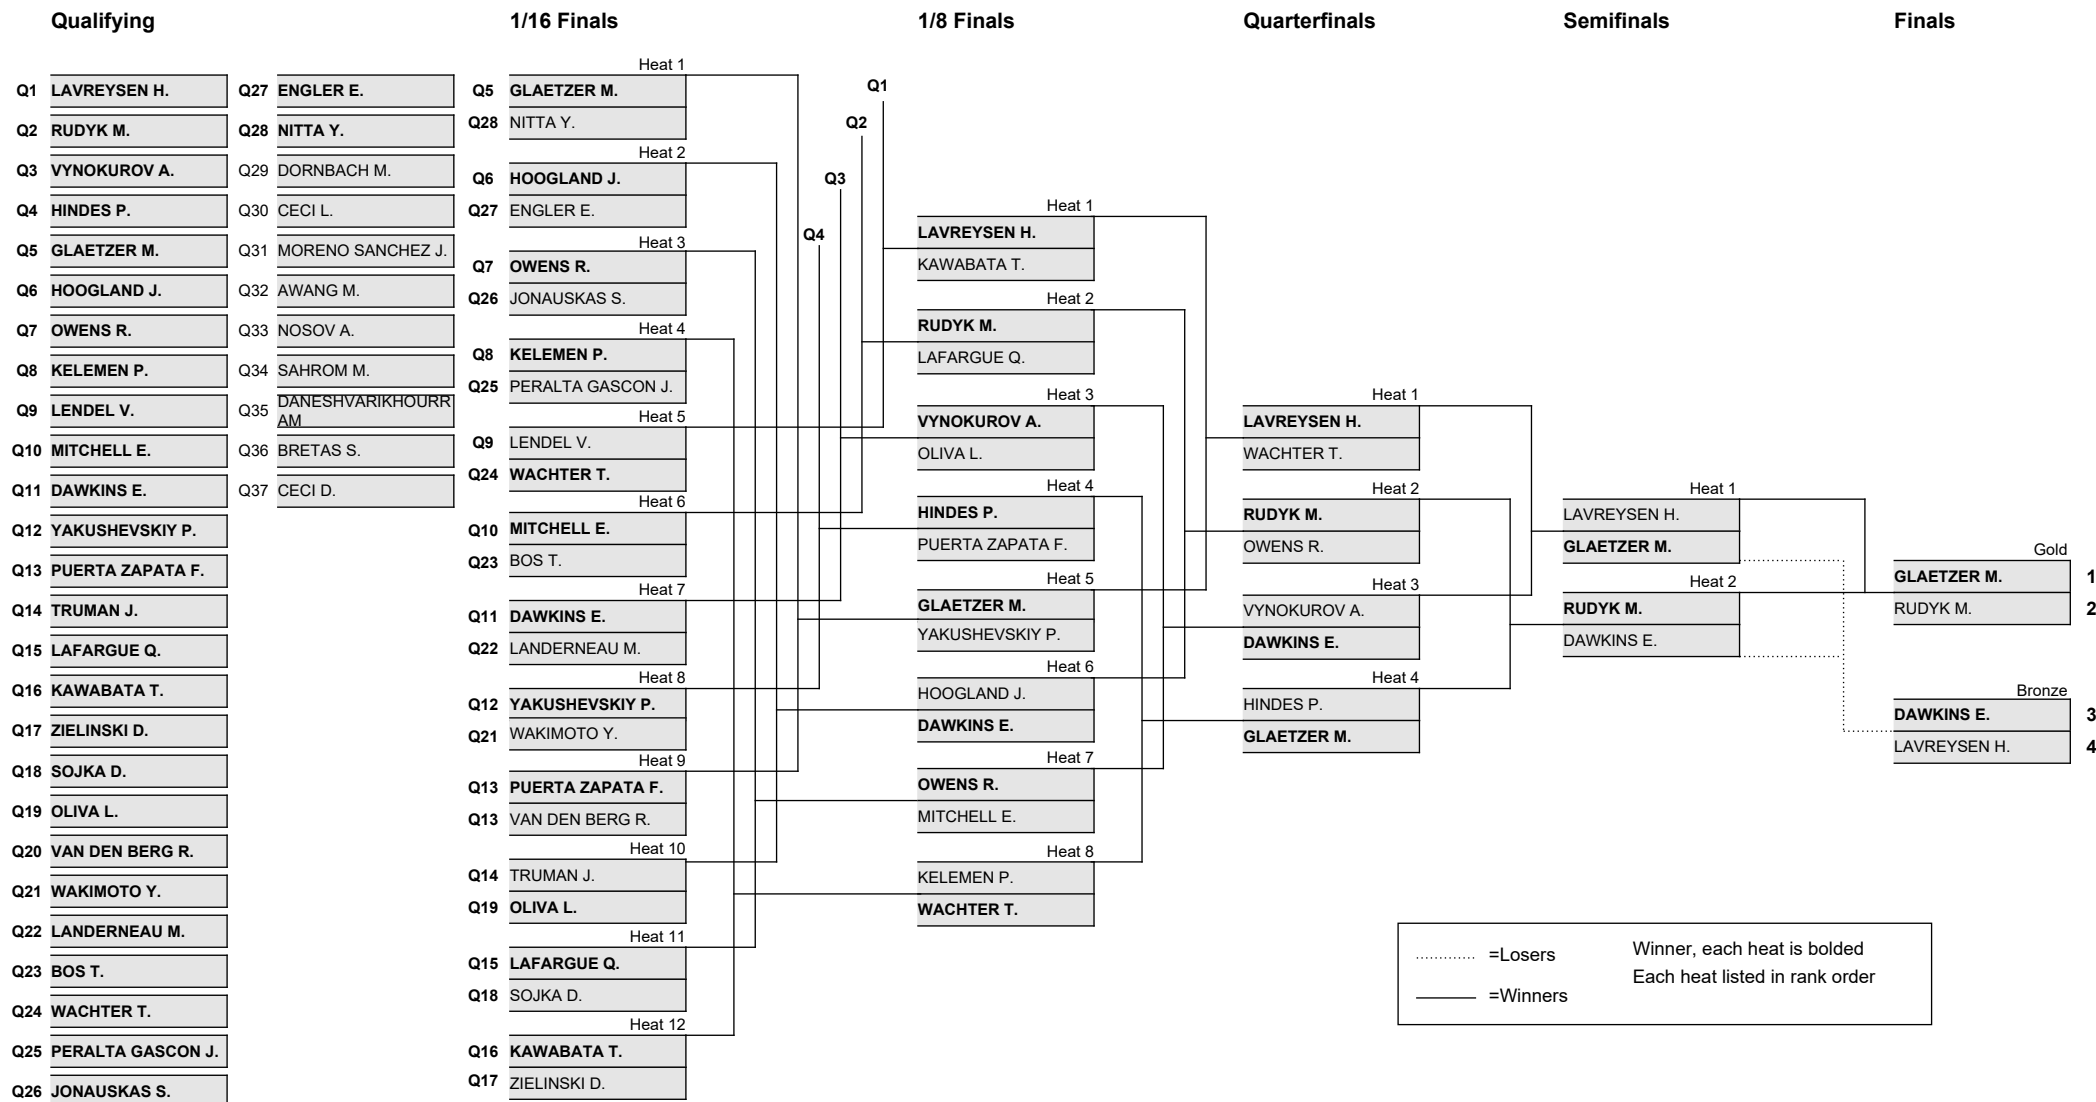 Qualifying
1/16 Finals
1/8 Finals
Quarterfinals
Semifinals
Finals
Q1 LAVREYSEN H.
Q2 RUDYK M.
Q3 VYNOKUROV A.
Q4 HINDES P.
Q5 GLAETZER M.
Q6 HOOGLAND J.
Q7 OWENS R.
Q8 KELEMEN P.
Q9 LENDEL V.
Q10 MITCHELL E.
Q11 DAWKINS E.
Q12 YAKUSHEVSKIY P.
Q13 PUERTA ZAPATA F.
Q14 TRUMAN J.
Q15 LAFARGUE Q.
Q16 KAWABATA T.
Q17 ZIELINSKI D.
Q18 SOJKA D.
Q19 OLIVA L.
Q20 VAN DEN BERG R.
Q21 WAKIMOTO Y.
Q22 LANDERNEAU M.
Q23 BOS T.
Q24 WACHTER T.
Q25 PERALTA GASCON J.
Q26 JONAUSKAS S.
Q27 ENGLER E.
Q28 NITTA Y.
Q29 DORNBACH M.
Q30 CECI L.
Q31 MORENO SANCHEZ J.
Q32 AWANG M.
Q33 NOSOV A.
Q34 SAHROM M.
Q35 DANESHVARIKHOURR
AM
Q36 BRETAS S.
Q37 CECI D.
Heat 1
Q5 GLAETZER M.
Q28 NITTA Y.
Heat 2
Q6 HOOGLAND J.
Q27 ENGLER E.
Heat 3
Q7 OWENS R.
Q26 JONAUSKAS S.
Heat 4
Q8 KELEMEN P.
Q25 PERALTA GASCON J.
Heat 5
Q9 LENDEL V.
Q24 WACHTER T.
Heat 6
Q10 MITCHELL E.
Q23 BOS T.
Heat 7
Q11 DAWKINS E.
Q22 LANDERNEAU M.
Heat 8
Q12 YAKUSHEVSKIY P.
Q21 WAKIMOTO Y.
Heat 9
Q13 PUERTA ZAPATA F.
Q13 VAN DEN BERG R.
Heat 10
Q14 TRUMAN J.
Q19 OLIVA L.
Heat 11
Q15 LAFARGUE Q.
Q18 SOJKA D.
Heat 12
Q16 KAWABATA T.
Q17 ZIELINSKI D.
Q1
Q2
Q3
Q4
Heat 1
LAVREYSEN H.
KAWABATA T.
Heat 2
RUDYK M.
LAFARGUE Q.
Heat 3
VYNOKUROV A.
OLIVA L.
Heat 4
HINDES P.
PUERTA ZAPATA F.
Heat 5
GLAETZER M.
YAKUSHEVSKIY P.
Heat 6
HOOGLAND J.
DAWKINS E.
Heat 7
OWENS R.
MITCHELL E.
Heat 8
KELEMEN P.
WACHTER T.
Heat 1
LAVREYSEN H.
WACHTER T.
Heat 2
RUDYK M.
OWENS R.
Heat 3
VYNOKUROV A.
DAWKINS E.
Heat 4
HINDES P.
GLAETZER M.
Heat 1
LAVREYSEN H.
GLAETZER M.
Heat 2
RUDYK M.
DAWKINS E.
Gold
GLAETZER M. 1
RUDYK M. 2
Bronze
DAWKINS E. 3
LAVREYSEN H. 4
=Losers
=Winners
Winner, each heat is bolded
Each heat listed in rank order